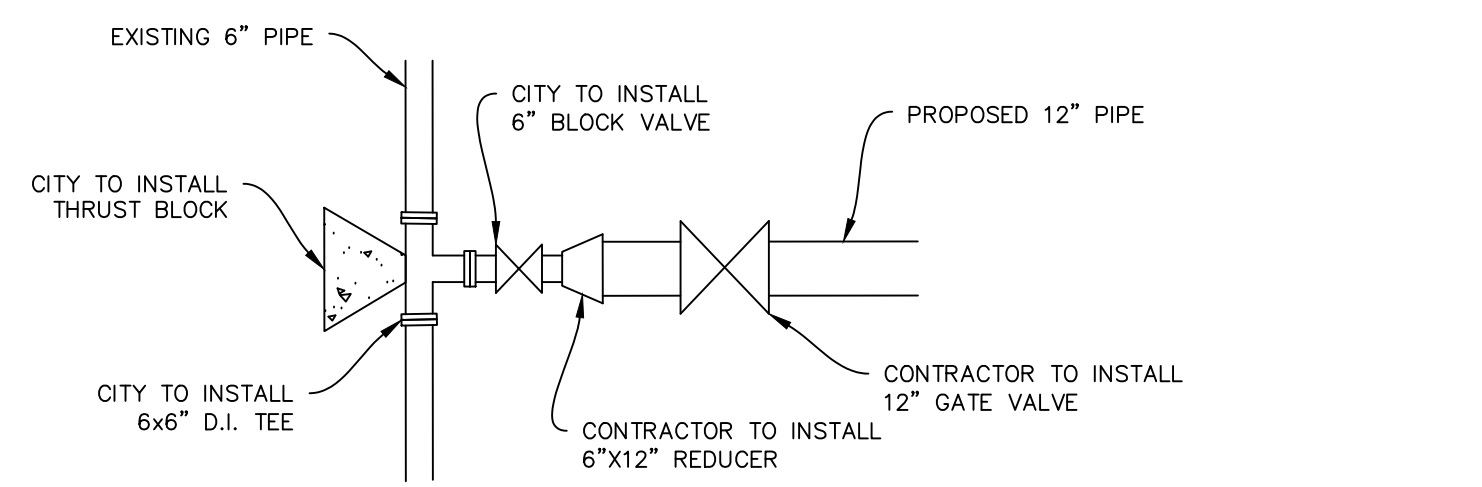 EXISTING 6” PIPE
CITY TO INSTALL
6” BLOCK VALVE
PROPOSED 12” PIPE
CITY TO INSTALL
THRUST BLOCK
CITY TO INSTALL
6x6” D.I. TEE
CONTRACTOR TO INSTALL
12” GATE VALVE
CONTRACTOR TO INSTALL
6”X12” REDUCER